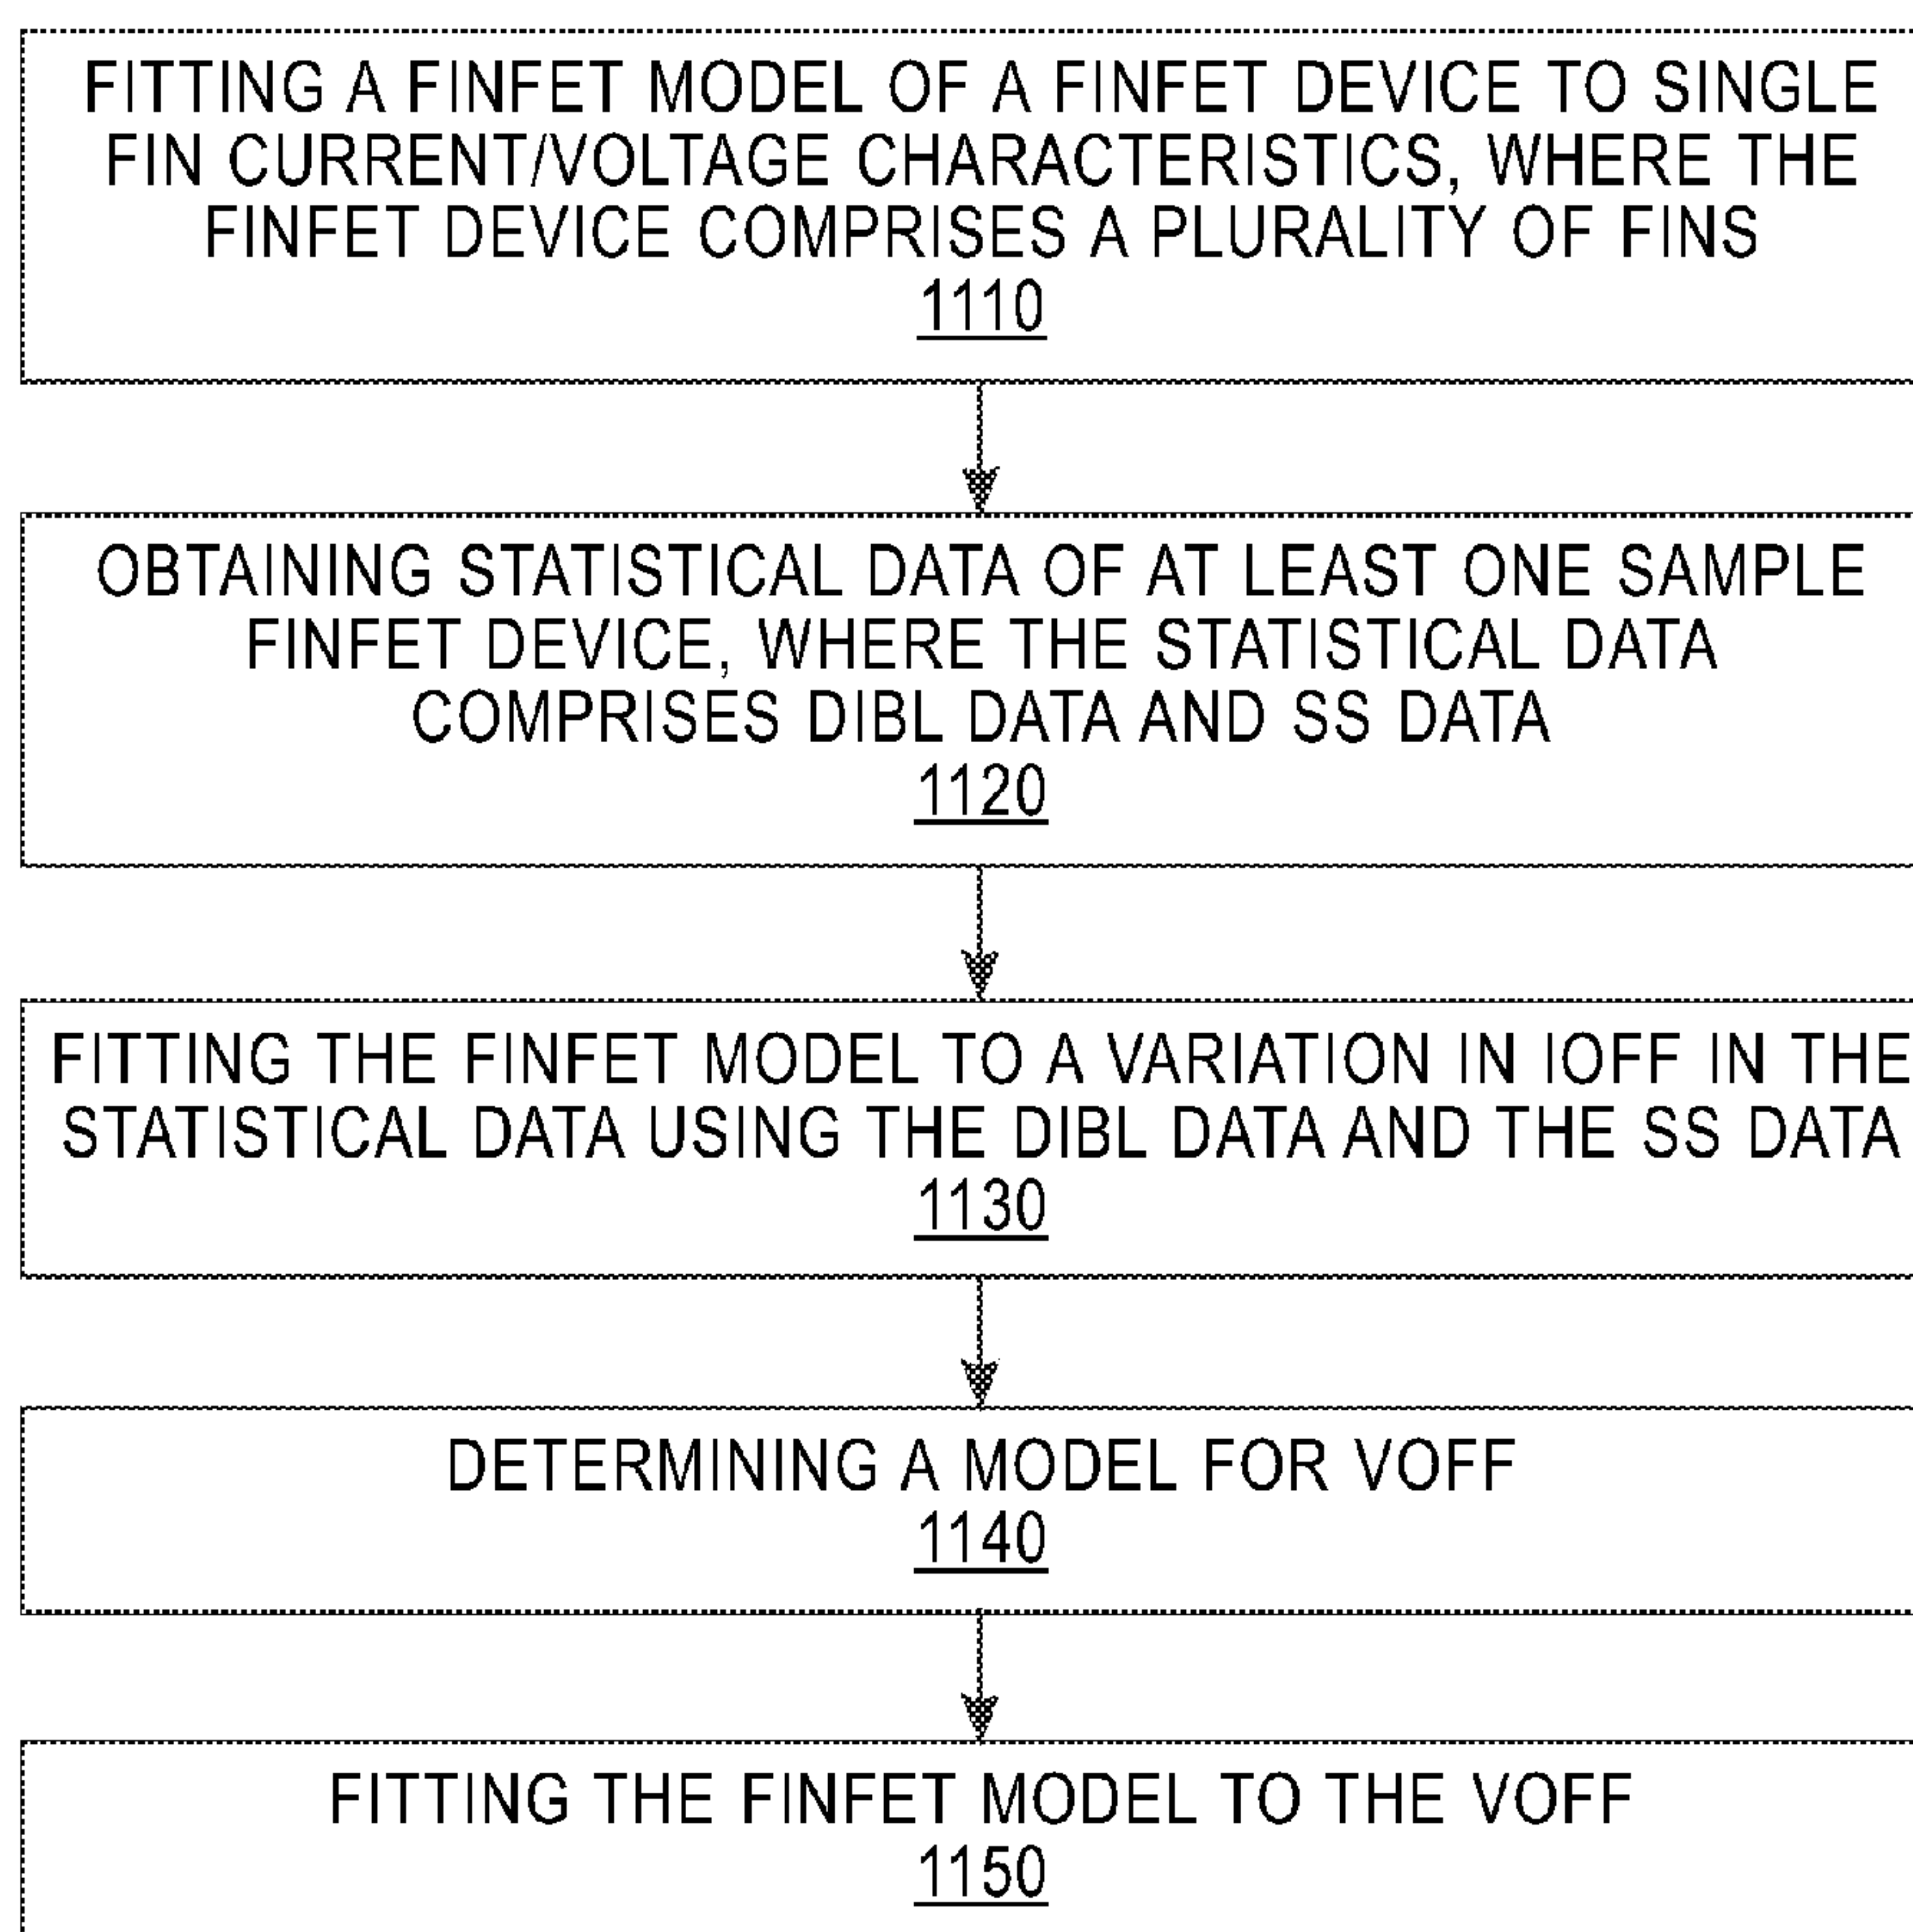 FITTING A FINFET MODEL OF A FINFET DEVICE TO SINGLE
FIN CURRENT/VOLTAGE CHARACTERISTICS, WHERE THE
FINFET DEVICE COMPRISES A PLURALITY OF FINS
1110
OBTAINING STATISTICAL DATA OF AT LEAST ONE SAMPLE
FINFET DEVICE, WHERE THE STATISTICAL DATA
COMPRISES DIBL DATA AND SS DATA
1120
FITTING THE FINFET MODEL TO A VARIATION IN IOFF IN THE
STATISTICAL DATA USING THE DIBL DATA AND THE SS DATA
1130
DETERMINING A MODEL FOR VOFF
1140
FITTING THE FINFET MODEL TO THE VOFF
1150